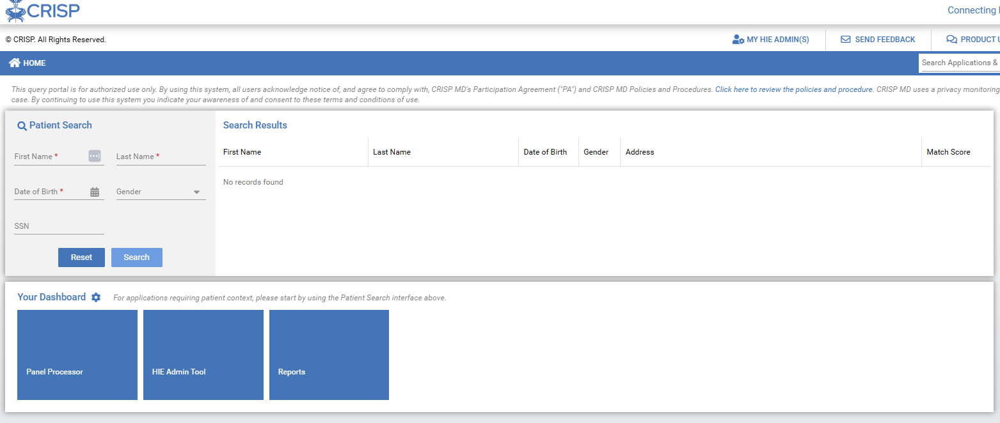 CRISP
Connecting
© CRISP. All Rights Reserved.
MY HIE ADMIN(S)
SEND FEEDBACK
PRODUCT
HOME
Search Applications &
This query portal is for authorized use only. By using this system, all users acknowledge notice of, and agree to comply with, CRISP MD's Participation Agreement ("PA") and CRISP MD Policies and Procedures. Click here to review the policies and procedure. CRISP MD uses a privacy monitoring
case. By continuing to use this system you indicate your awareness of and consent to these terms and conditions of use.
Patient Search
First Name *
Last Name *
Date of Birth *
Gender
SSN
Reset
Search
Search Results
First Name
Last Name
Date of Birth
Gender
Address
Match Score
No records found
Your Dashboard
For applications requiring patient context, please start by using the Patient Search interface above.
Panel Processor
HIE Admin Tool
Reports